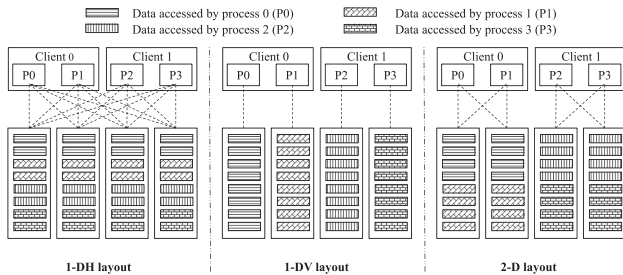 Data accessed by process 0 (P0)
Data accessed by process 1 (P1)
Data accessed by process 2 (P2)
Data accessed by process 3 (P3)
Client 0
Client 1
P0
P1
P2
P3
Client 0
Client 1
P0
P1
P2
P3
Client 0
Client 1
P0
P1
P2
P3
1-DH layout
1-DV layout
2-D layout